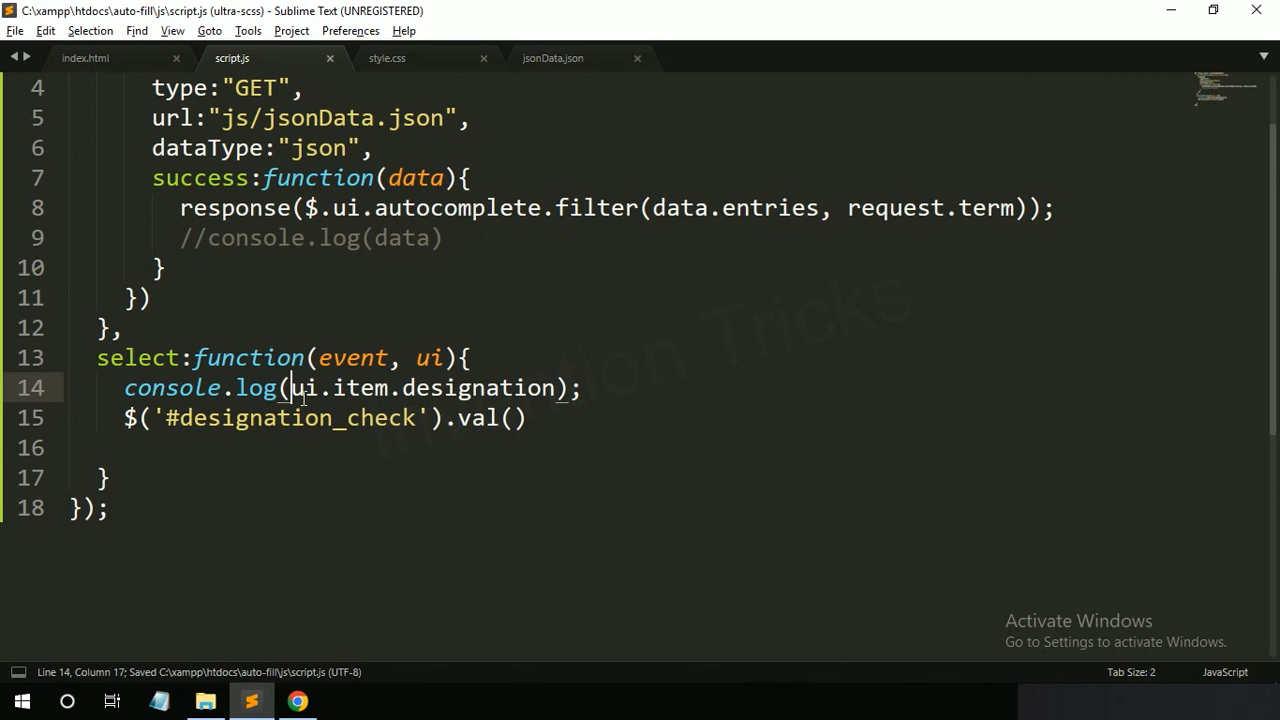 C:\xampp\htdocs\auto-fill\js\script.js (ultra-scss) - Sublime Text (UNREGISTERED)
File Edit Selection Find View Goto Tools Project Preferences Help
index.html script.js style.css jsonData.json
4 type:"GET",
5 url:"js/jsonData.json",
6 dataType:"json",
7 success:function(data){
8 response($.ui.autocomplete.filter(data.entries, request.term));
9 //console.log(data)
10 }
11 })
12 },
13 select:function(event, ui){
14 console.log(ui.item.designation);
15 $('#designation_check').val()
16
17 }
18 });
Invention Tricks
Activate Windows
Go to Settings to activate Windows.
Line 14, Column 17; Saved C:\xampp\htdocs\auto-fill\js\script.js (UTF-8) Tab Size: 2 JavaScript